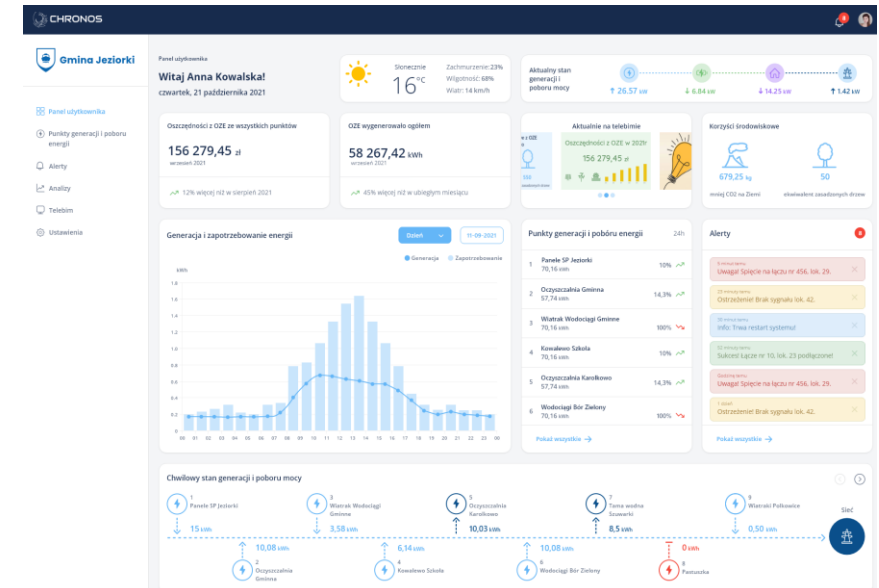 CHRONOS
8
Gmina Jeziorki
Panel użytkownika
Punkty generacji i poboru
energii
Alerty
Analizy
Telebim
Ustawienia
Panel użytkownika
Witaj Anna Kowalska!
czwartek, 21 października 2021
Słonecznie
16°C
Zachmurzenie: 23%
Wilgotność: 68%
Wiatr: 14 km/h
Aktualny stan
generacji i
poboru mocy
↑ 26.57 kW
↓ 6.84 kW
↓ 14.25 kW
↑ 1.42 kW
Oszczędności z OZE ze wszystkich punktów
156 279,45 zł
wrzesień 2021
12% więcej niż w sierpień 2021
OZE wygenerowało ogółem
58 267,42 kWh
wrzesień 2021
45% więcej niż w ubiegłym miesiącu
Aktualnie na telebimie
Oszczędności z OZE w 2021r
156 279,45 zł
Korzyści środowiskowe
679,25 kg
mniej CO2 na Ziemi
50
ekwiwalent zasadzonych drzew
Generacja i zapotrzebowanie energii
Dzień
11-09-2021
Generacja
Zapotrzebowanie
kWh
1.8
1.6
1.4
1.2
1.0
0.8
0.6
0.4
0.2
0
00 01 02 03 04 05 06 07 08 09 10 11 12 13 14 15 16 17 18 19 20 21 22 23 00
Punkty generacji i pobóru energii 24h
1 Panele SP Jeziorki
70,16 kWh 10%
2 Oczyszczalnia Gminna
57,74 kWh 14,3%
3 Wiatrak Wodociągi Gminne
70,16 kWh 100%
4 Kowalewo Szkoła
70,16 kWh 10%
5 Oczyszczalnia Karolkowo
57,74 kWh 14,3%
6 Wodociągi Bór Zielony
70,16 kWh 100%
Pokaż wszystkie →
Alerty 8
Uwaga! Spięcie na łączu nr 456, lok. 29.
Ostrzeżenie! Brak sygnału lok. 42.
Info: Trwa restart systemu!
Sukces! Łącze nr 10, lok. 23 podłączone!
Uwaga! Spięcie na łączu nr 456, lok. 29.
Ostrzeżenie! Brak sygnału lok. 42.
Pokaż wszystkie →
Chwilowy stan generacji i poboru mocy
1
Panele SP Jeziorki
15 kWh
3
Wiatrak Wodociągi
Gminne
3,58 kWh
5
Oczyszczalnia
Karolkowo
10,03 kWh
7
Tama wodna
Scuwarki
8,5 kWh
9
Wiatraki Polkowice
0,50 kWh
Sieć
10,08 kWh
2
Oczyszczalnia
Gminna
6,14 kWh
4
Kowalewo Szkoła
10,08 kWh
6
Wodociągi Bór Zielony
0 kWh
8
Pastuszka